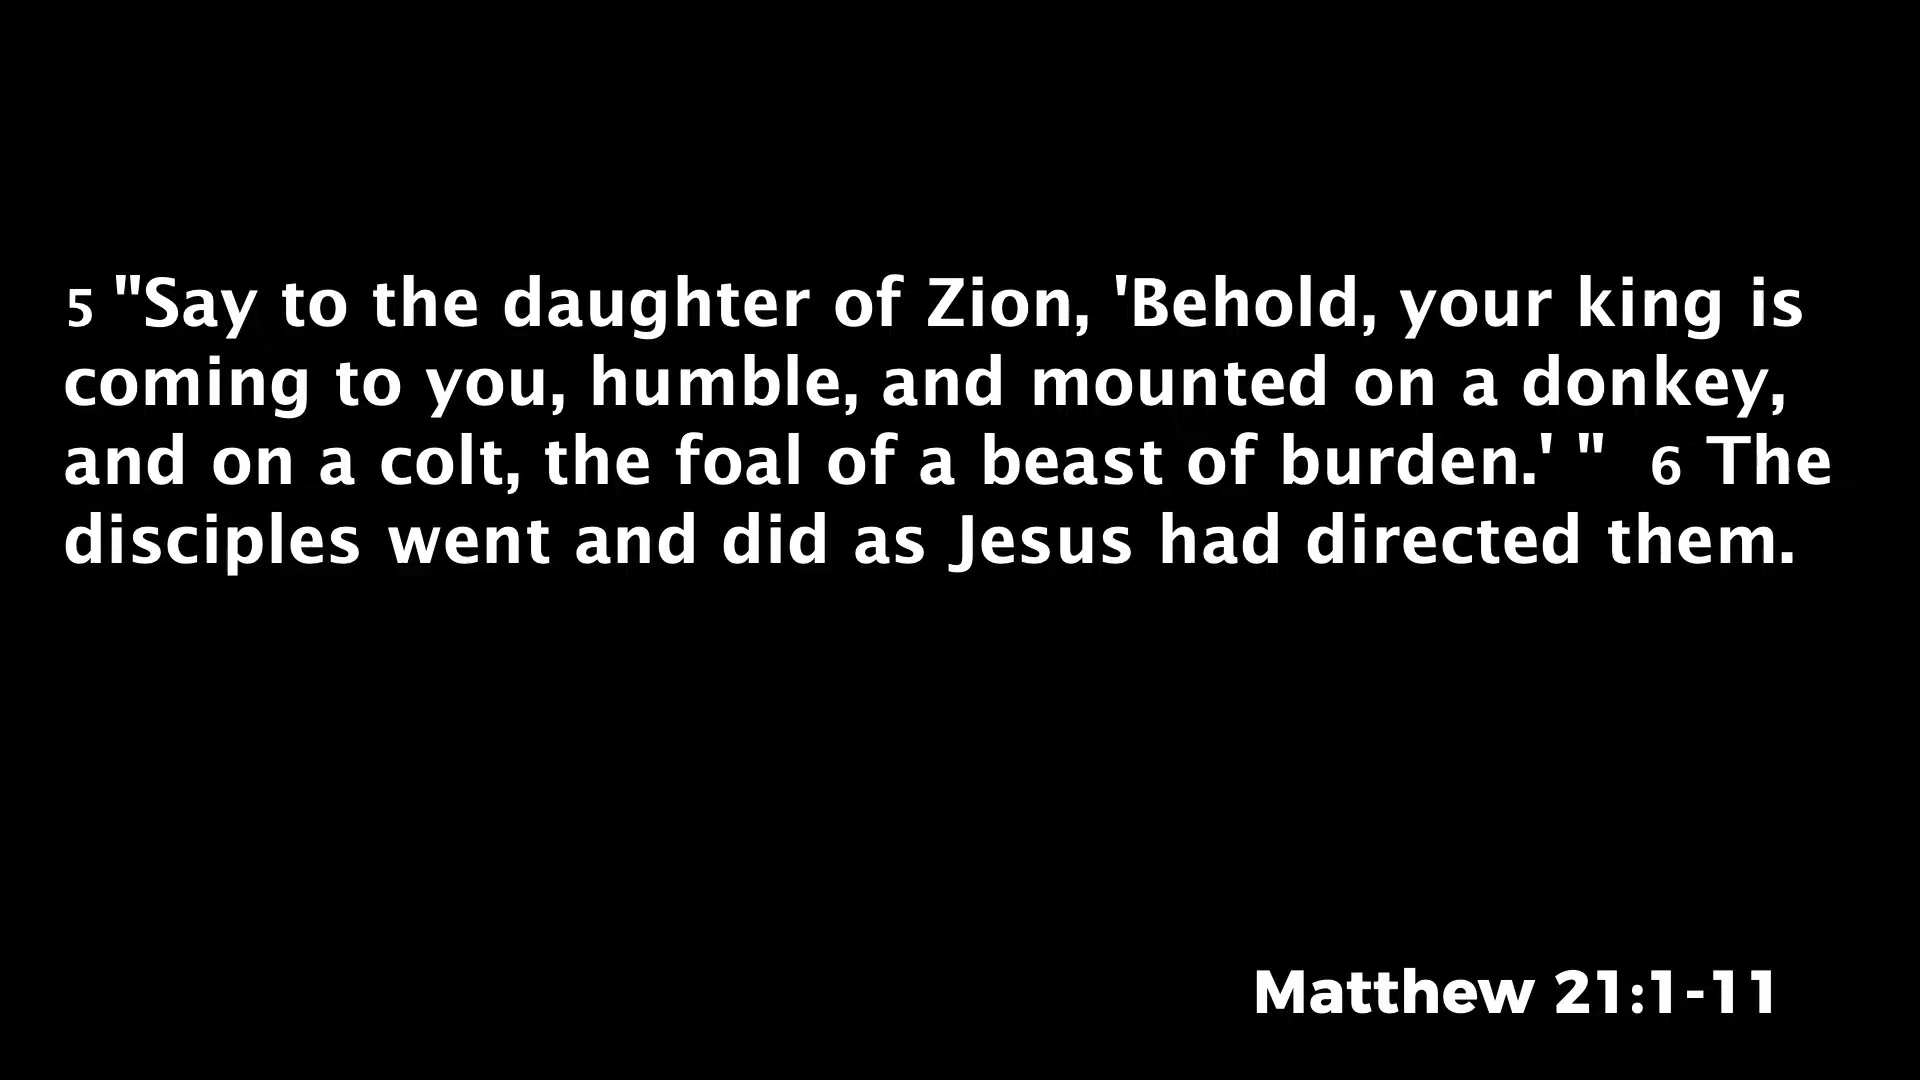 5 "Say to the daughter of Zion, 'Behold, your king is
coming to you, humble, and mounted on a donkey,
and on a colt, the foal of a beast of burden.' "  6 The
disciples went and did as Jesus had directed them.
Matthew 21:1-11